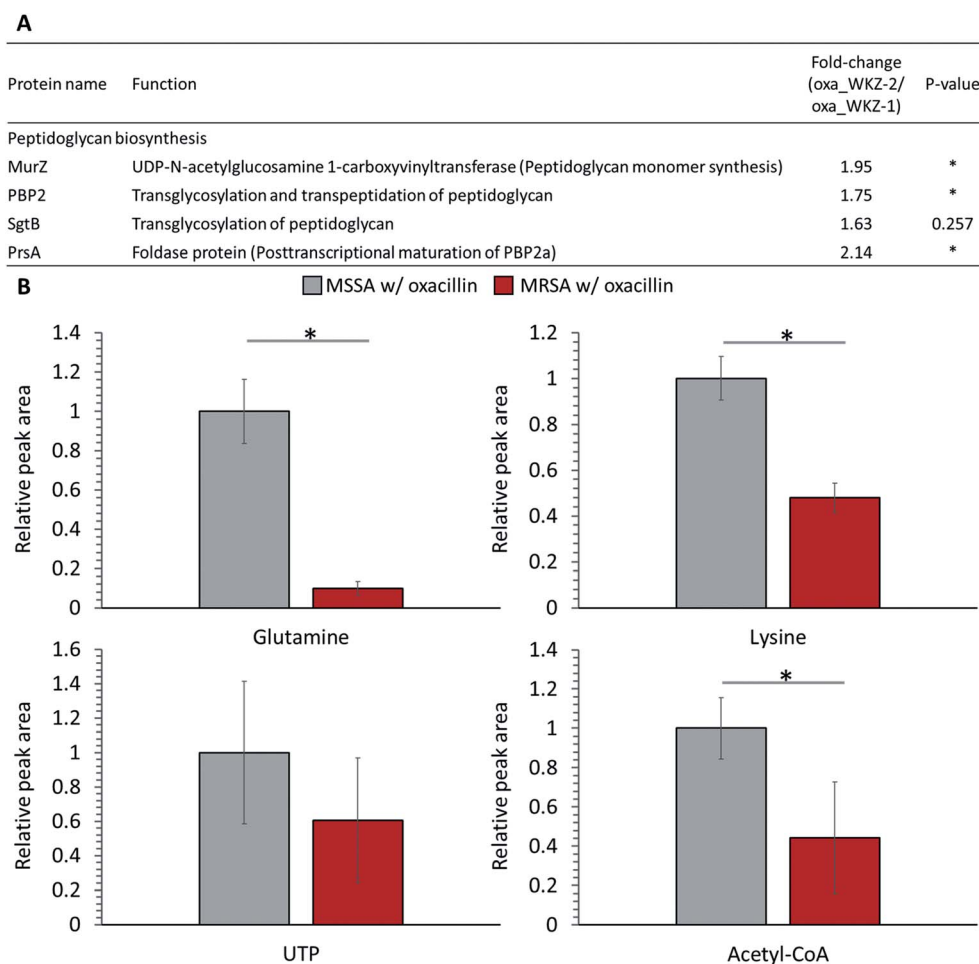 A
Protein name Function Fold-change (oxa_WKZ-2/ oxa_WKZ-1) P-value
Peptidoglycan biosynthesis
MurZ UDP-N-acetylglucosamine 1-carboxyvinyltransferase (Peptidoglycan monomer synthesis) 1.95 *
PBP2 Transglycosylation and transpeptidation of peptidoglycan 1.75 *
SgtB Transglycosylation of peptidoglycan 1.63 0.257
PrsA Foldase protein (Posttranscriptional maturation of PBP2a) 2.14 *
B
MSSA w/ oxacillin MRSA w/ oxacillin
Relative peak area
1.4
1.2
1
0.8
0.6
0.4
0.2
0
*
Glutamine
Relative peak area
1.2
1
0.8
0.6
0.4
0.2
0
*
Lysine
Relative peak area
1.6
1.4
1.2
1
0.8
0.6
0.4
0.2
0
UTP
Relative peak area
1.4
1.2
1
0.8
0.6
0.4
0.2
0
*
Acetyl-CoA